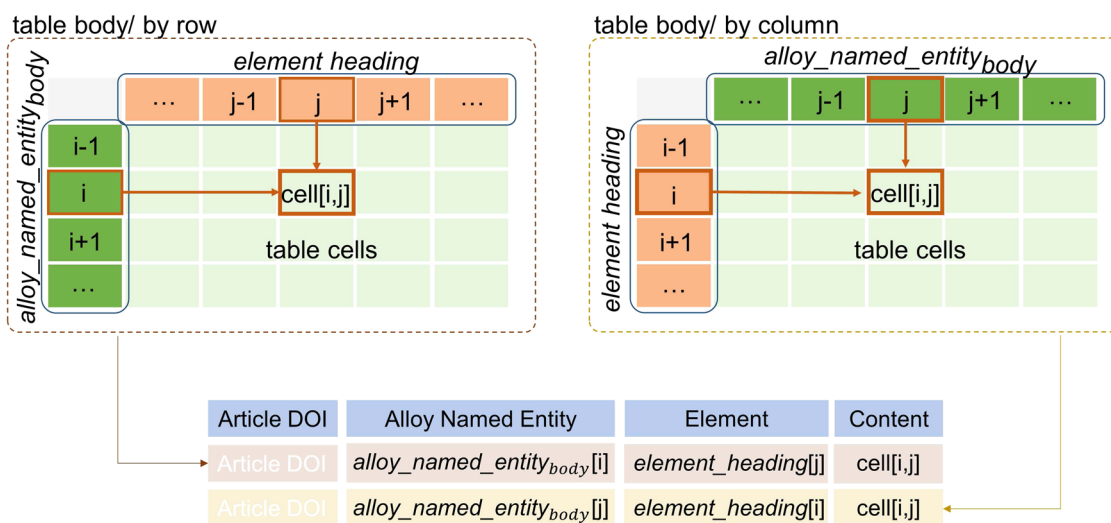 table body/ by row
element heading
... j-1 j j+1 ...
alloy_named_entity_body
i-1
i
cell[i,j]
i+1
table cells
...
table body/ by column
alloy_named_entity_body
... j-1 j j+1 ...
element heading
i-1
i
cell[i,j]
i+1
table cells
...
Article DOI Alloy Named Entity Element Content
Article DOI alloy_named_entity_body[i] element_heading[j] cell[i,j]
Article DOI alloy_named_entity_body[j] element_heading[i] cell[i,j]